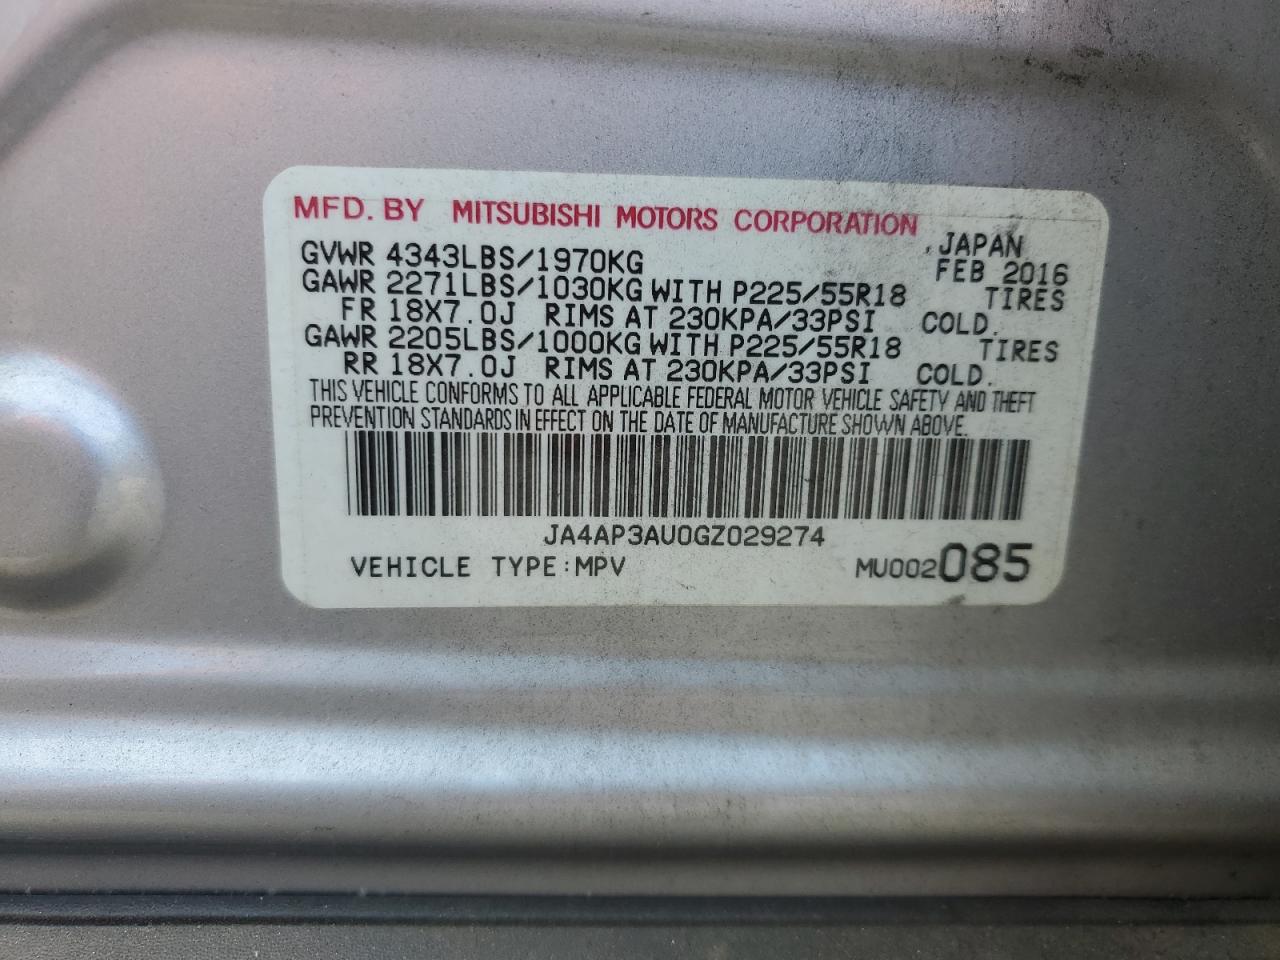 MFD. BY MITSUBISHI MOTORS CORPORATION
, JAPAN
GVWR 4343LBS/1970KG FEB 2016
GAWR 2271LBS/1030KG WITH P225/55R18 TIRES
FR 18X7.0J RIMS AT 230KPA/33PSI COLD.
GAWR 2205LBS/1000KG WITH P225/55R18 TIRES
RR 18X7.0J RIMS AT 230KPA/33PSI COLD.
THIS VEHICLE CONFORMS TO ALL APPLICABLE FEDERAL MOTOR VEHICLE SAFETY AND THEFT
PREVENTION STANDARDS IN EFFECT ON THE DATE OF MANUFACTURE SHOWN ABOVE.
JA4AP3AU0GZ029274
VEHICLE TYPE:MPV MU002085